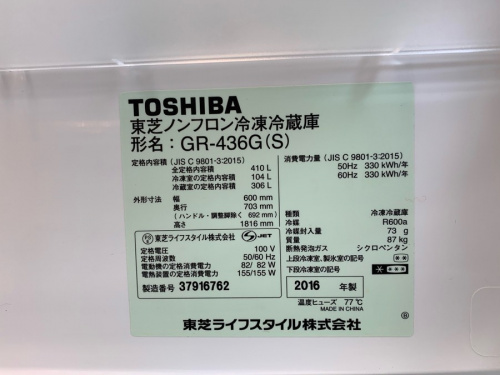 TOSHIBA
東芝ノンフロン冷凍冷蔵庫
形名：GR-436G(S)
定格内容積（JIS C 9801-3:2015）
全定格内容積 410 L
冷凍室の定格内容積 104 L
冷蔵室の定格内容積 306 L
外形寸法 幅 600 mm
奥行 703 mm
（ハンドル・調整脚除く 692 mm）
高さ 1816 mm
東芝ライフスタイル株式会社 JET
定格電圧 100 V
定格周波数 50/60 Hz
電動機の定格消費電力 82/ 82 W
電熱装置の定格消費電力 155/155 W
製造番号 37916762
消費電力量（JIS C 9801-3:2015）
50Hz 330 kWh/年
60Hz 330 kWh/年
種類 冷凍冷蔵庫
冷媒 R600a
冷媒封入量 73 g
質量 87 kg
断熱発泡ガス シクロペンタン
上段冷凍室、製氷室の記号 **
下段冷凍室の記号 * ***
2016 年製
温度ヒューズ 77℃
MADE IN CHINA
東芝ライフスタイル株式会社